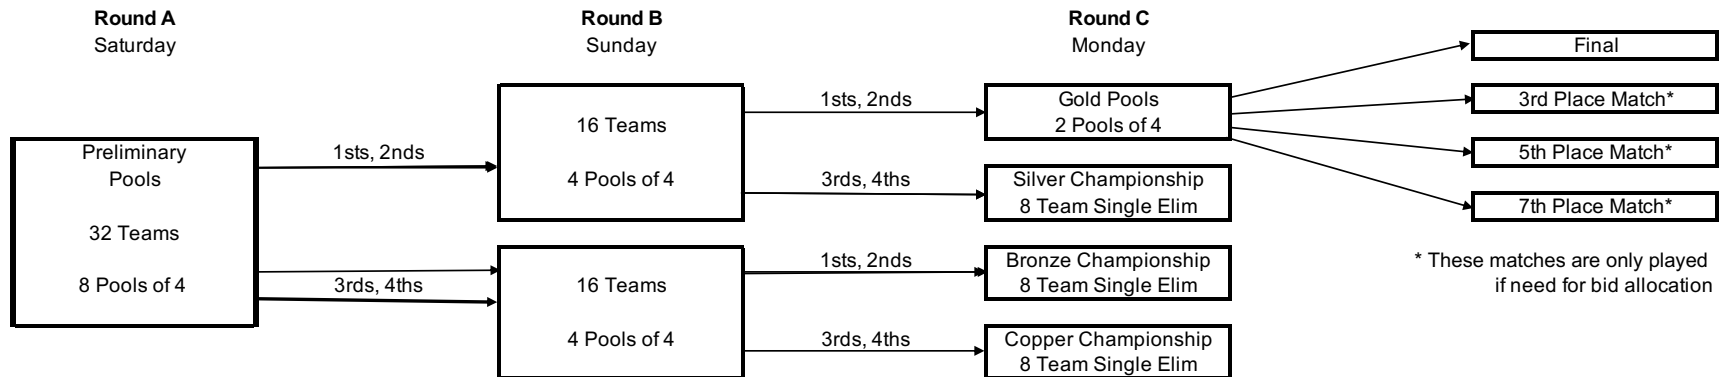 Round A
Saturday
Round B
Sunday
Round C
Monday
Preliminary
Pools
32 Teams
8 Pools of 4
1sts, 2nds
3rds, 4ths
16 Teams
4 Pools of 4
16 Teams
4 Pools of 4
1sts, 2nds
3rds, 4ths
1sts, 2nds
3rds, 4ths
Gold Pools
2 Pools of 4
Silver Championship
8 Team Single Elim
Bronze Championship
8 Team Single Elim
Copper Championship
8 Team Single Elim
Final
3rd Place Match*
5th Place Match*
7th Place Match*
* These matches are only played
if need for bid allocation